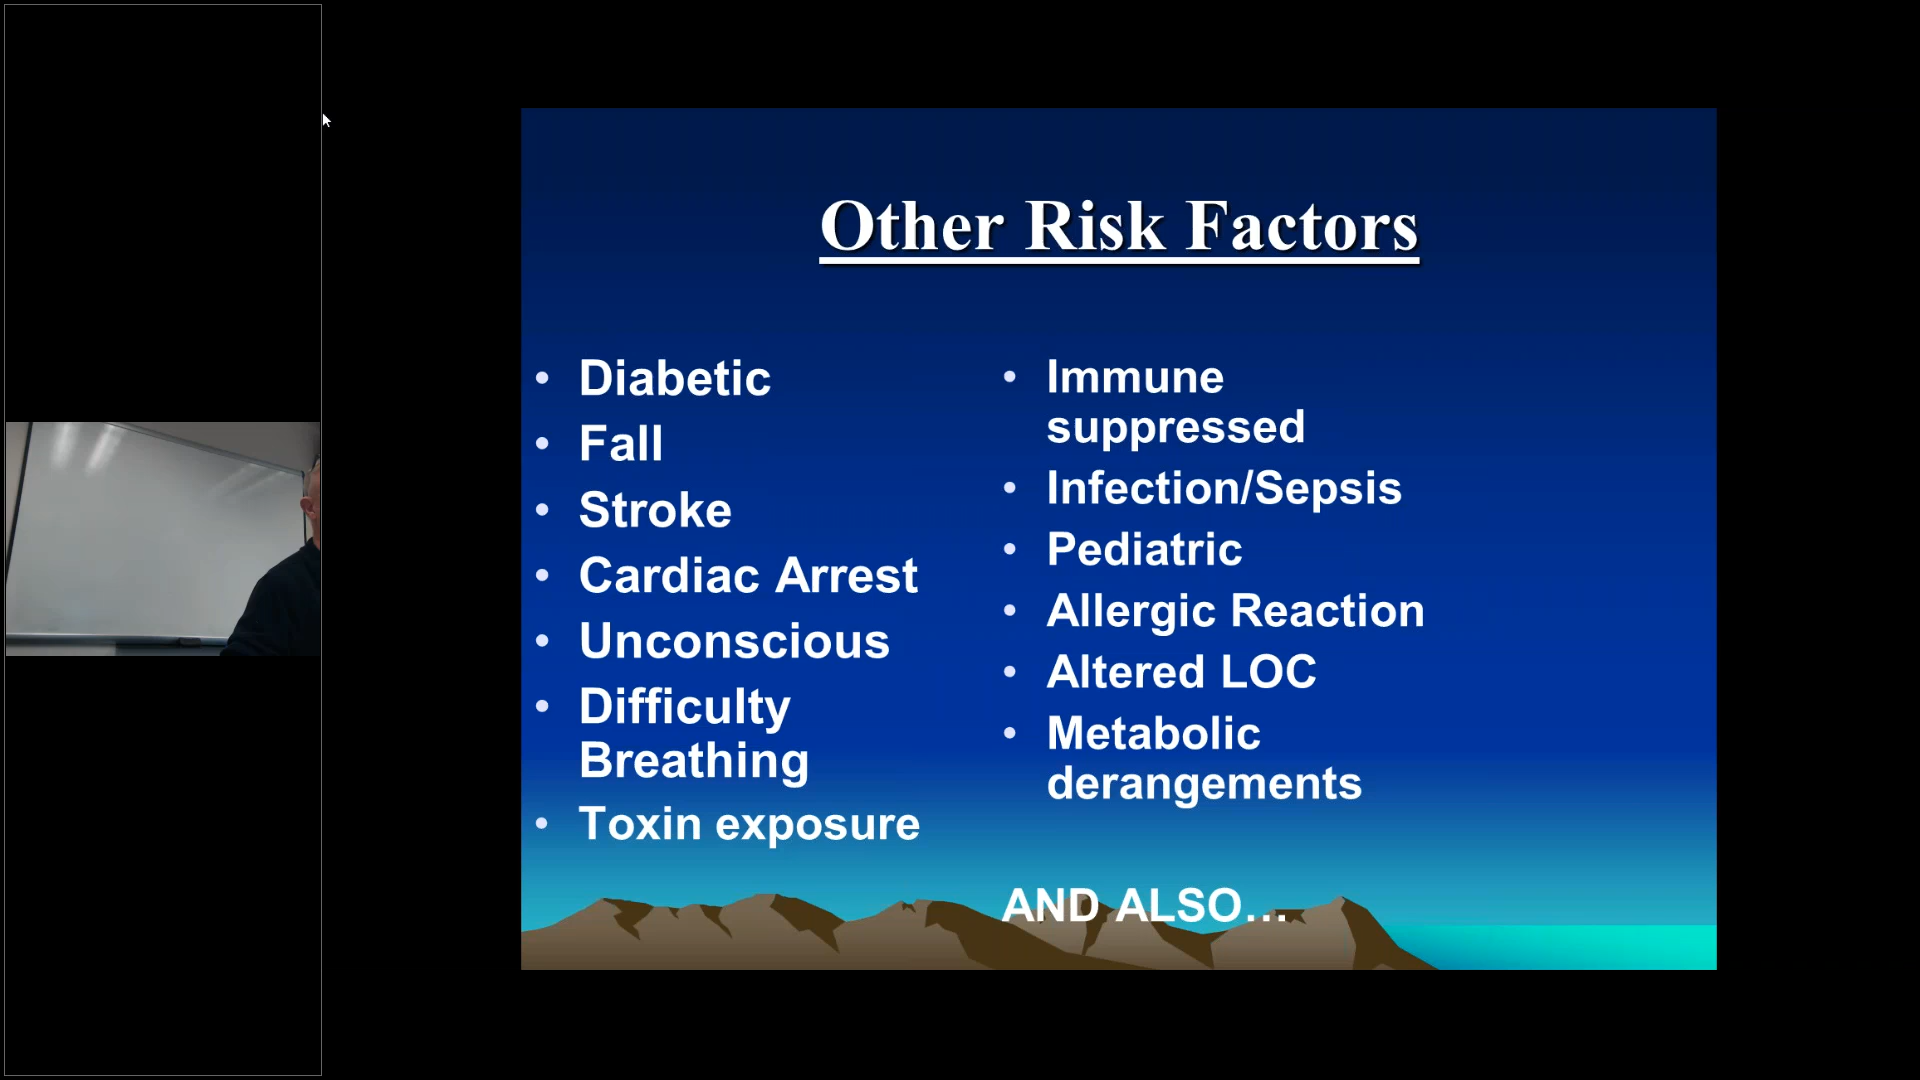 Other Risk Factors
• Diabetic
• Fall
• Stroke
• Cardiac Arrest
• Unconscious
• Difficulty
Breathing
• Toxin exposure
• Immune
suppressed
• Infection/Sepsis
• Pediatric
• Allergic Reaction
• Altered LOC
• Metabolic
derangements
AND ALSO…